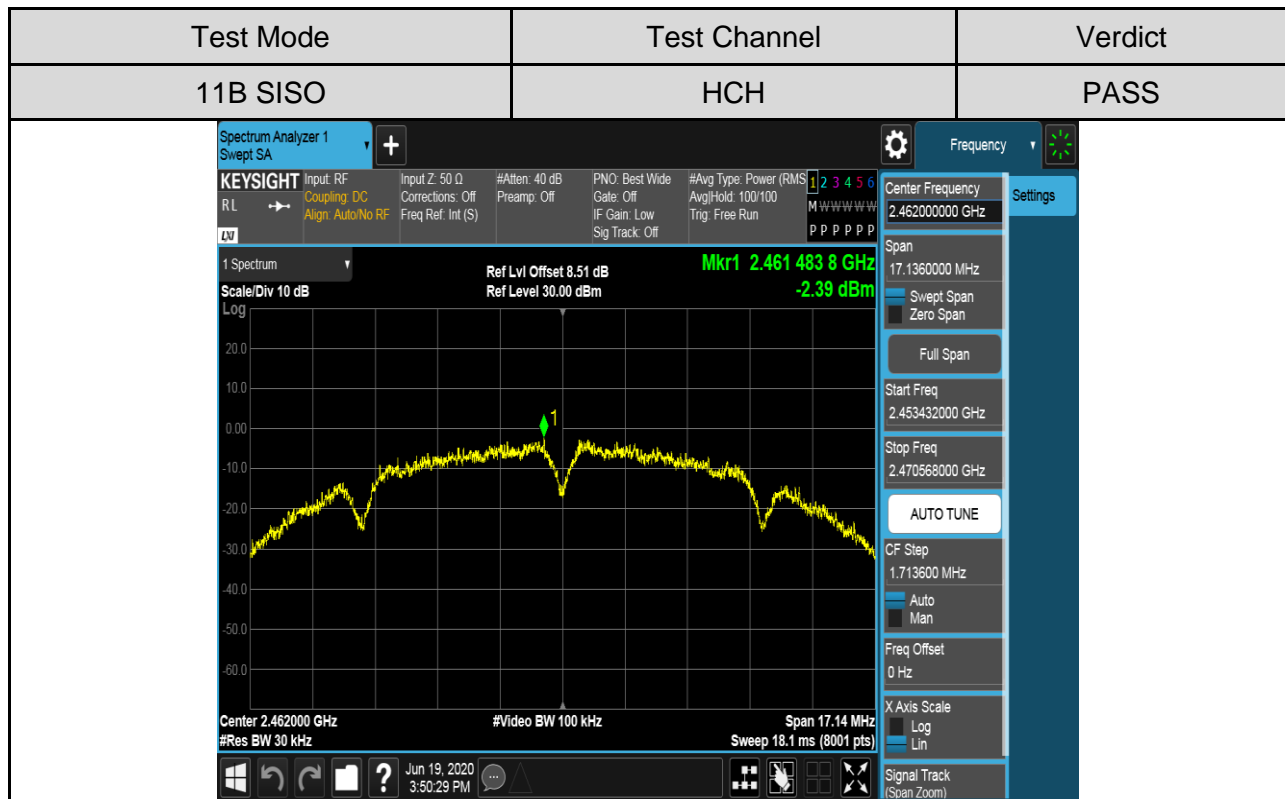 Test Mode Test Channel Verdict
11B SISO HCH PASS
Spectrum Analyzer 1
Swept SA
+
Frequency
KEYSIGHT
R L
LXI
Input: RF
Coupling: DC
Align: Auto/No RF
Input Z: 50 Ω
Corrections: Off
Freq Ref: Int (S)
#Atten: 40 dB
Preamp: Off
PNO: Best Wide
Gate: Off
IF Gain: Low
Sig Track: Off
#Avg Type: Power (RMS
Avg|Hold: 100/100
Trig: Free Run
1 2 3 4 5 6
M W W W W W
P P P P P P
1 Spectrum
Scale/Div 10 dB
Ref Lvl Offset 8.51 dB
Ref Level 30.00 dBm
Mkr1 2.461 483 8 GHz
-2.39 dBm
Log
20.0
10.0
0.00
-10.0
-20.0
-30.0
-40.0
-50.0
-60.0
1
Center 2.462000 GHz
#Res BW 30 kHz
#Video BW 100 kHz
Span 17.14 MHz
Sweep 18.1 ms (8001 pts)
Jun 19, 2020
3:50:29 PM
?
Center Frequency
2.462000000 GHz
Settings
Span
17.1360000 MHz
Swept Span
Zero Span
Full Span
Start Freq
2.453432000 GHz
Stop Freq
2.470568000 GHz
AUTO TUNE
CF Step
1.713600 MHz
Auto
Man
Freq Offset
0 Hz
X Axis Scale
Log
Lin
Signal Track
(Span Zoom)